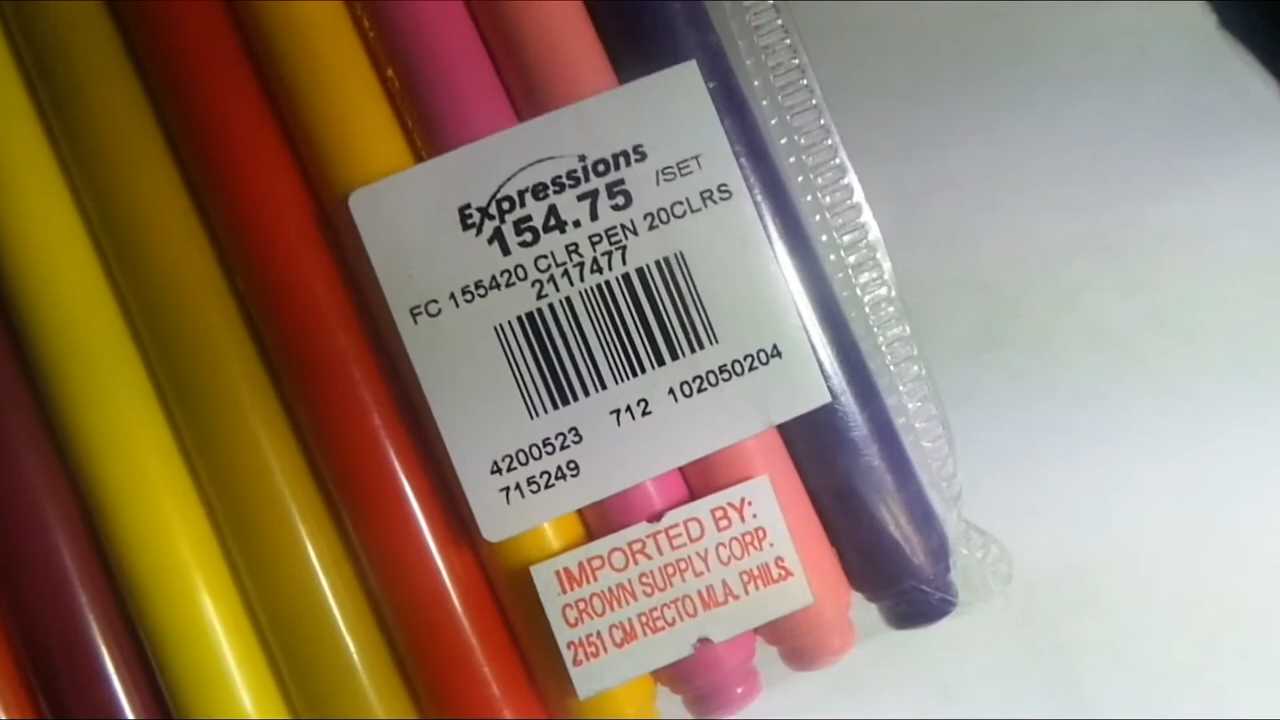 Expressions
154.75 /SET
FC 155420 CLR PEN 20CLRS
2117477
4200523 712 102050204
715249
IMPORTED BY:
CROWN SUPPLY CORP.
2151 CM RECTO MLA. PHILS.